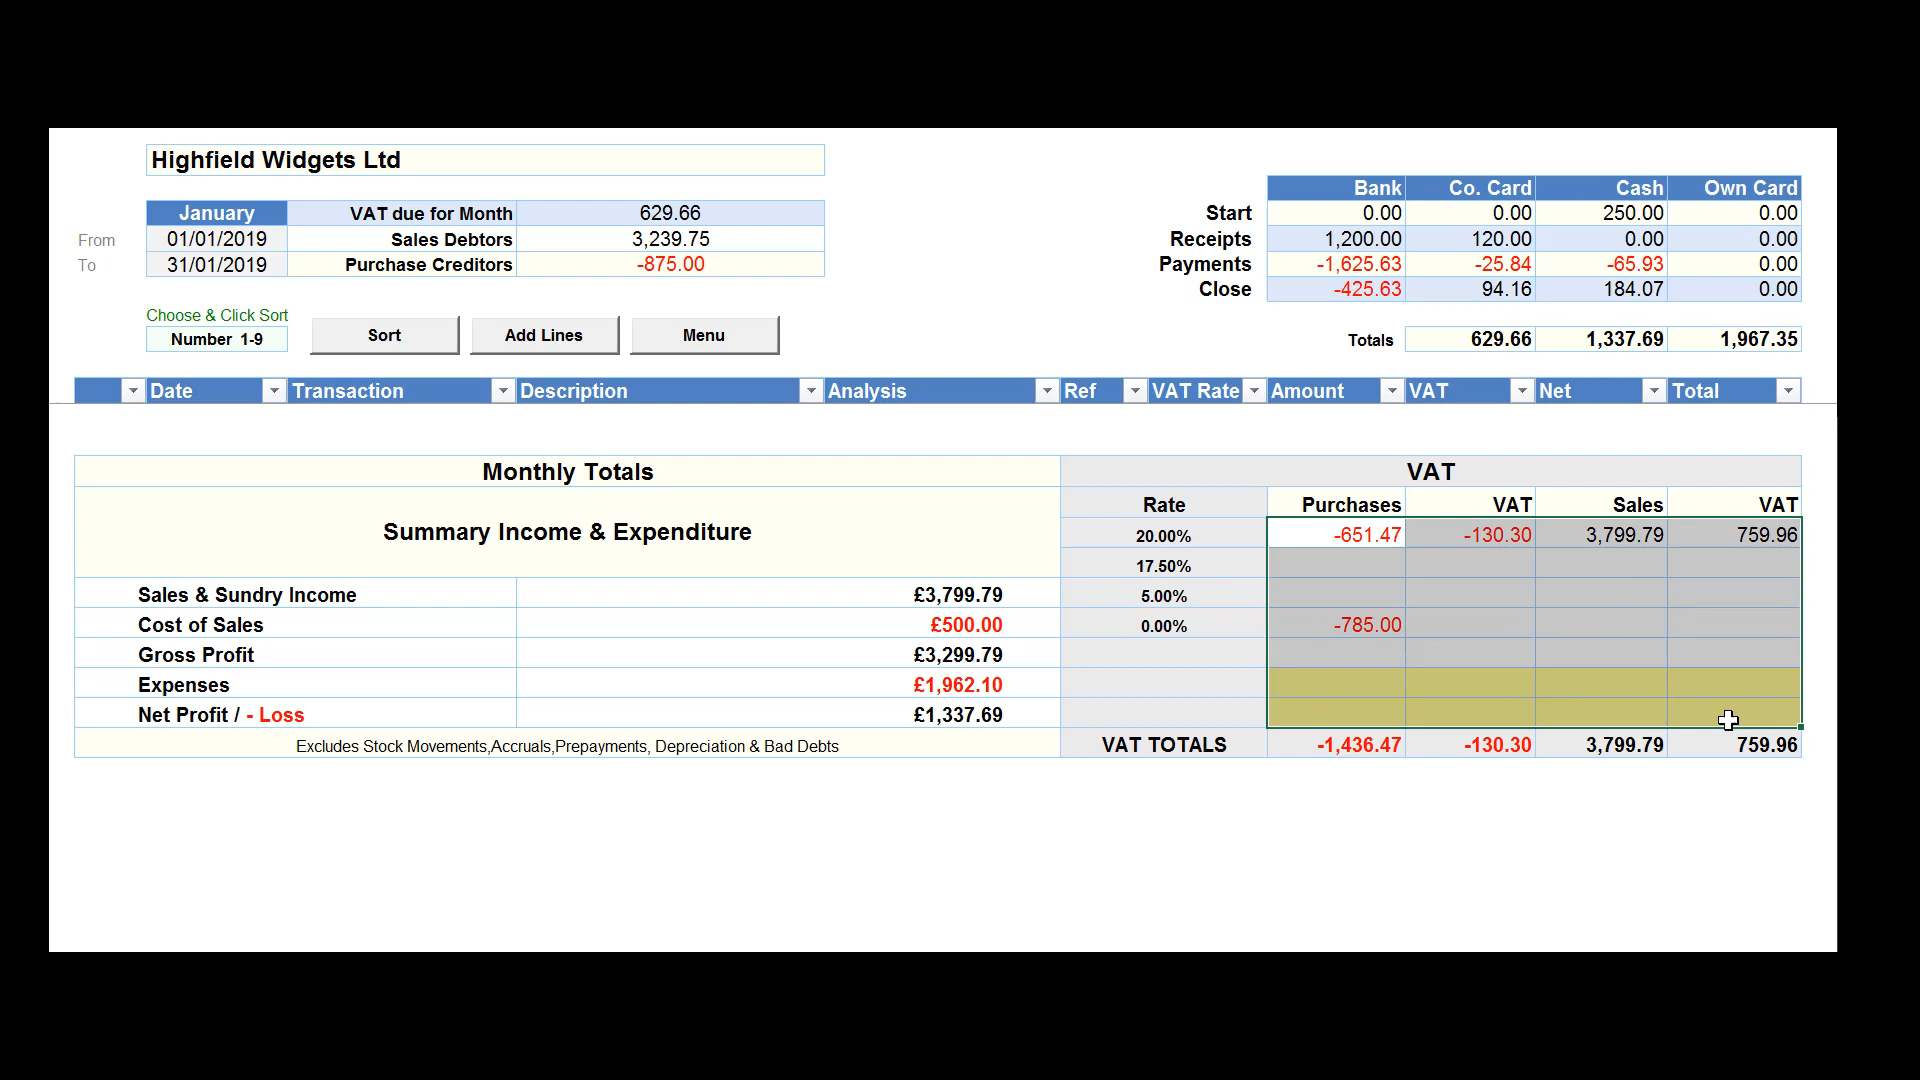 Highfield Widgets Ltd
Bank Co. Card Cash Own Card
January VAT due for Month 629.66 Start 0.00 0.00 250.00 0.00
From 01/01/2019 Sales Debtors 3,239.75 Receipts 1,200.00 120.00 0.00 0.00
To 31/01/2019 Purchase Creditors -875.00 Payments -1,625.63 -25.84 -65.93 0.00
Close -425.63 94.16 184.07 0.00
Choose & Click Sort
Number 1-9 Sort Add Lines Menu Totals 629.66 1,337.69 1,967.35
Date Transaction Description Analysis Ref VAT Rate Amount VAT Net Total
Monthly Totals VAT
Rate Purchases VAT Sales VAT
Summary Income & Expenditure 20.00% -651.47 -130.30 3,799.79 759.96
17.50%
Sales & Sundry Income £3,799.79 5.00%
Cost of Sales £500.00 0.00% -785.00
Gross Profit £3,299.79
Expenses £1,962.10
Net Profit / - Loss £1,337.69
Excludes Stock Movements,Accruals,Prepayments, Depreciation & Bad Debts VAT TOTALS -1,436.47 -130.30 3,799.79 759.96